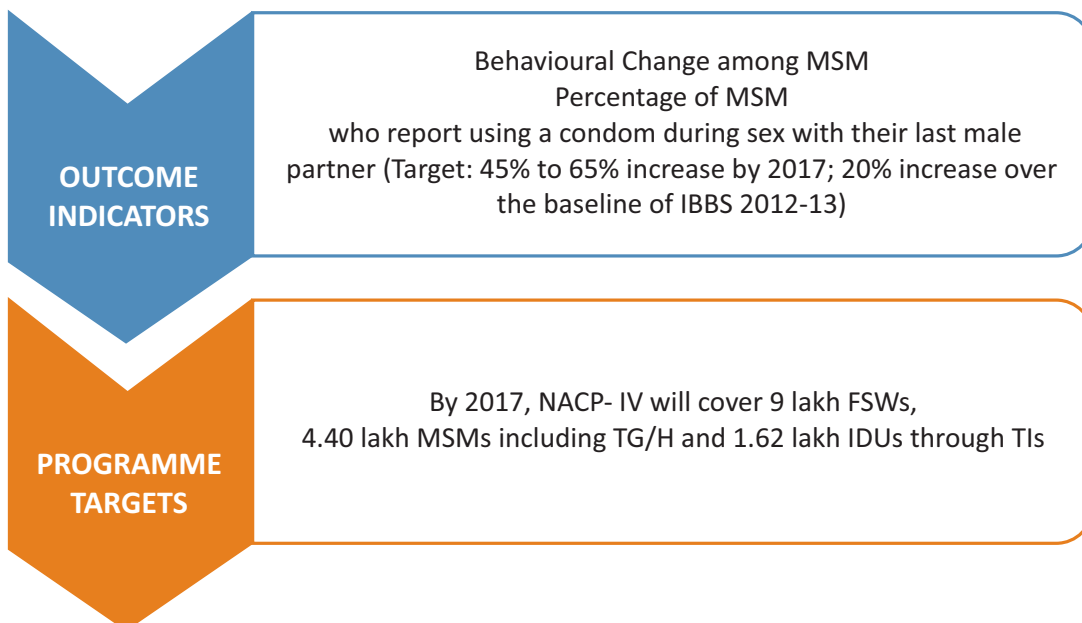 OUTCOME
INDICATORS
Behavioural Change among MSM
Percentage of MSM
who report using a condom during sex with their last male
partner (Target: 45% to 65% increase by 2017; 20% increase over
the baseline of IBBS 2012-13)
PROGRAMME
TARGETS
By 2017, NACP- IV will cover 9 lakh FSWs,
4.40 lakh MSMs including TG/H and 1.62 lakh IDUs through TIs